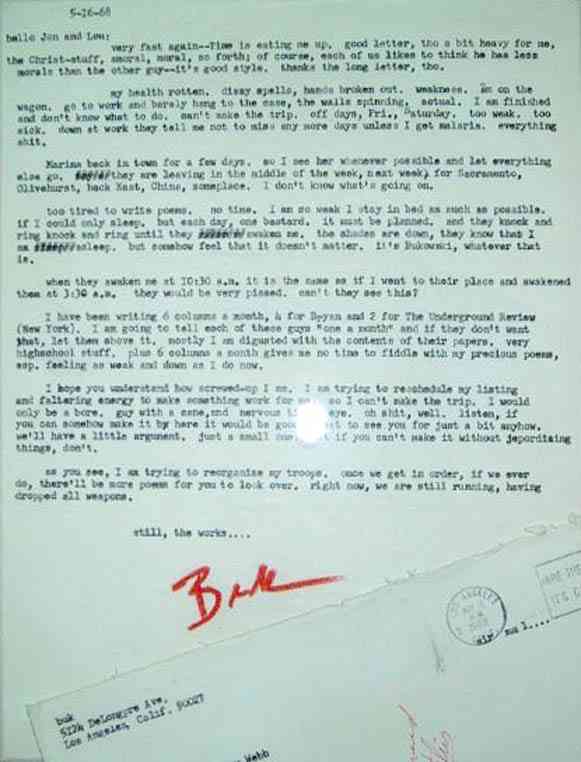 5-16-68
hello Jon and Lou:
very fast again--Time is eating me up. good letter, tho a bit heavy for me,
the Christ-stuff, amoral, moral, so forth; of course, each of us likes to think he has less
morals than the other guy--it's good style. thanks the long letter, tho.
my health rotten. dizzy spells, hands broken out. weakness. Am on the
wagon. go to work and barely hang to the case, the walls spinning, actual. I am finished
and don't know what to do. can't make the trip. off days, Fri., Saturday. too weak. too
sick. down at work they tell me not to miss any more days unless I get malaria. everything
shit.
Marina back in town for a few days. so I see her whenever possible and let everything
else go. they are leaving in the middle of the week, next week, for Sacramento,
Olivehurst, back East, China, someplace. I don't know what's going on.
too tired to write poems. no time. I am so weak I stay in bed as much as possible.
if I could only sleep. but each day, one bastard. it must be planned. and they knock and
ring knock and ring until they awaken me. the shades are down, they know that I
am asleep. but somehow feel that it doesn't matter. it's Bukowski, whatever that
is.
when they awaken me at 10:30 a.m. it is the same as if I went to their place and awakened
them at 3:30 a.m. they would be very pissed. can't they see this?
I have been writing 6 columns a month, 4 for Bryan and 2 for The Underground Review
(New York). I am going to tell each of these guys "one a month" and if they don't want
that, let them shove it. mostly I am digusted with the contents of their papers. very
highschool stuff. plus 6 columns a month gives me no time to fiddle with my precious poems,
esp. feeling as weak and down as I do now.
I hope you understand how screwed-up I am. I am trying to reschedule my listing
and faltering energy to make something work for me, so I can't make the trip. I would
only be a bore. guy with a cane, and nervous eye. oh shit, well. listen, if
you can somehow make it by here it would be good to see you for just a bit anyhow.
we'll have a little argument. just a small if you can't make it without jepordizing
things, don't.
as you see, I am trying to reorganize my troops. once we get in order, if we ever
do, there'll be more poems for you to look over. right now, we are still running, having
dropped all weapons.
still, the works....
Buk
LOS ANGELES
1968
IT'S
air mail....
buk
5124 DeLongpre Ave.
Los Angeles, Calif. 90027
Webb